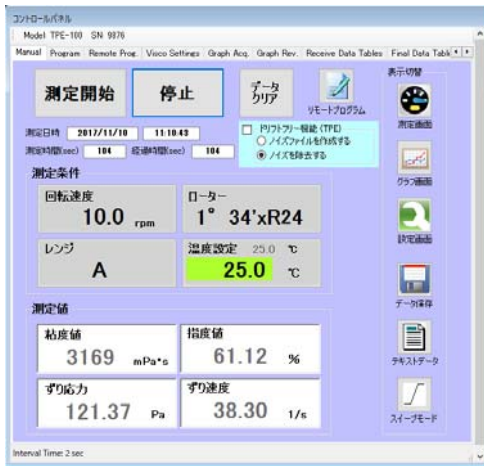 コントロールパネル
Model TPE-100 SN 9876
Manual Program Remote Prog. Visco Settings Graph Acq. Graph Rev. Receive Data Tables Final Data Tabl
測定開始
停止
データ
クリア
リモートプログラム
表示切替
測定画面
測定日時 2017/11/10 11:10:43
測定時間(sec) 104 経過時間(sec) 104
ドリフトフリー機能(TPE)
ノイズファイルを作成する
ノイズを除去する
グラフ画面
測定条件
回転速度
10.0 rpm
ローター
1° 34'xR24
設定画面
レンジ
A
温度設定 25.0 ℃
25.0 ℃
データ保存
測定値
粘度値
3169 mPa*s
指度値
61.12 %
テキストデータ
ずり応力
121.37 Pa
ずり速度
38.30 1/s
スイープモード
Interval Time: 2 sec